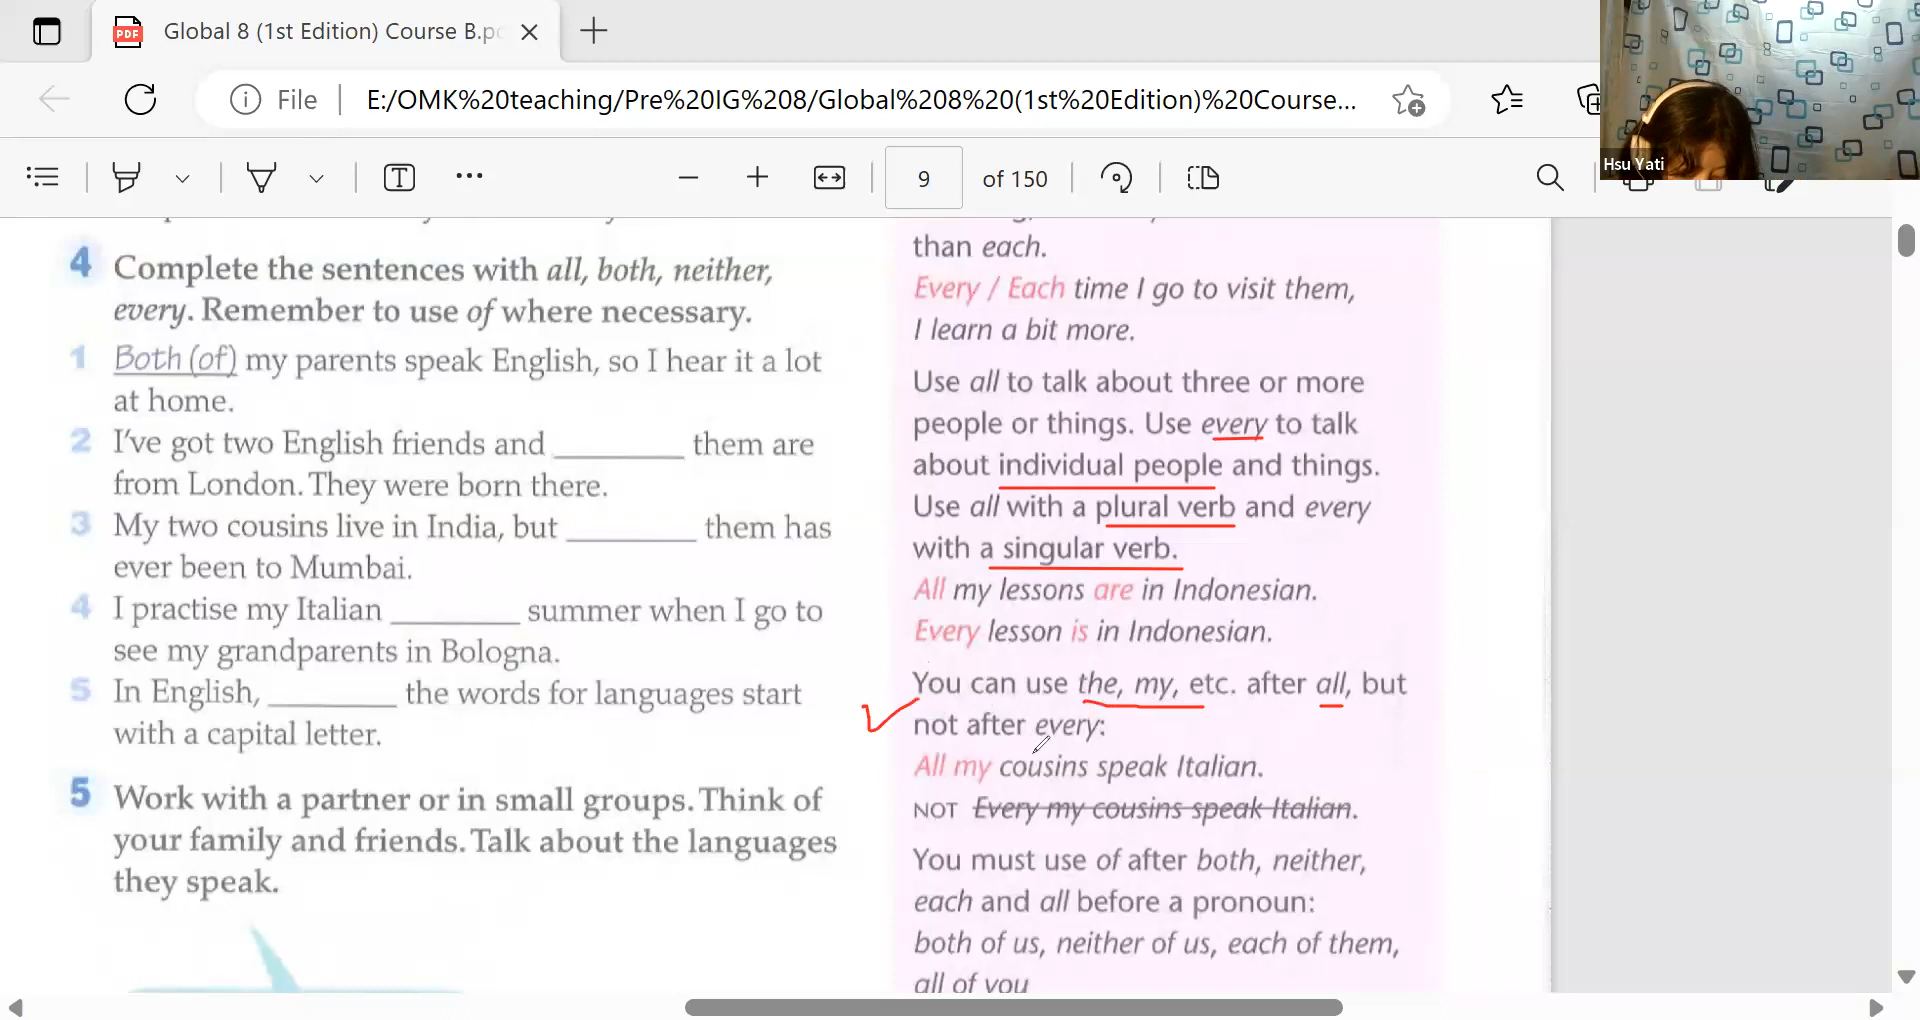 Global 8 (1st Edition) Course B.p
File
E:/OMK%20teaching/Pre%20IG%208/Global%208%20(1st%20Edition)%20Course...
9 of 150
Hsu Yati
4 Complete the sentences with all, both, neither,
every. Remember to use of where necessary.
1 Both (of) my parents speak English, so I hear it a lot
at home.
2 I've got two English friends and ________ them are
from London. They were born there.
3 My two cousins live in India, but ________ them has
ever been to Mumbai.
4 I practise my Italian ________ summer when I go to
see my grandparents in Bologna.
5 In English, ________ the words for languages start
with a capital letter.
5 Work with a partner or in small groups. Think of
your family and friends. Talk about the languages
they speak.
than each.
Every / Each time I go to visit them,
I learn a bit more.
Use all to talk about three or more
people or things. Use every to talk
about individual people and things.
Use all with a plural verb and every
with a singular verb.
All my lessons are in Indonesian.
Every lesson is in Indonesian.
You can use the, my, etc. after all, but
not after every:
All my cousins speak Italian.
NOT Every my cousins speak Italian.
You must use of after both, neither,
each and all before a pronoun:
both of us, neither of us, each of them,
all of you